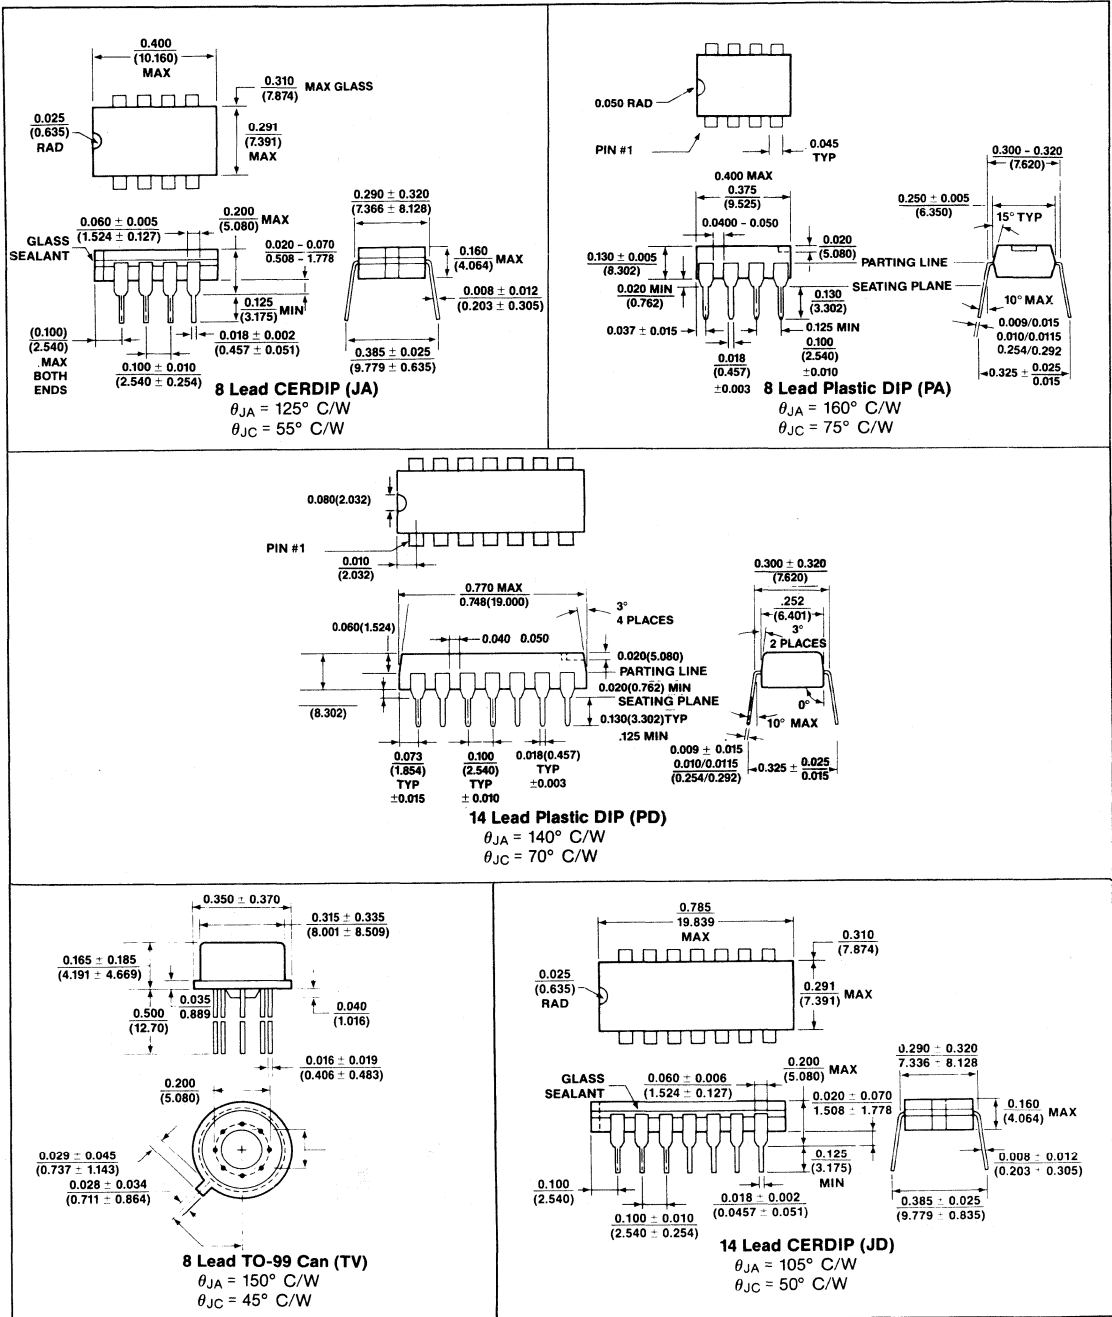 0.400
(10.160)
MAX
0.310
(7.874)
MAX GLASS
0.025
(0.635)
RAD
0.291
(7.391)
MAX
0.290 ± 0.320
(7.366 ± 8.128)
0.060 ± 0.005
(1.524 ± 0.127)
0.200
(5.080)
MAX
GLASS
SEALANT
0.020 - 0.070
0.508 - 1.778
0.160
(4.064)
MAX
0.125
(3.175)
MIN
0.008 ± 0.012
(0.203 ± 0.305)
(0.100)
(2.540)
.MAX
BOTH
ENDS
0.018 ± 0.002
(0.457 ± 0.051)
0.100 ± 0.010
(2.540 ± 0.254)
0.385 ± 0.025
(9.779 ± 0.635)
8 Lead CERDIP (JA)
θJA = 125° C/W
θJC = 55° C/W
0.050 RAD
PIN #1
0.045
TYP
0.300 - 0.320
(7.620)
0.400 MAX
0.375
(9.525)
0.250 ± 0.005
(6.350)
15° TYP
0.0400 - 0.050
0.130 ± 0.005
(8.302)
0.020
(5.080)
PARTING LINE
0.020 MIN
(0.762)
SEATING PLANE
0.130
(3.302)
10° MAX
0.037 ± 0.015
0.125 MIN
0.009/0.015
0.010/0.0115
0.254/0.292
0.018
(0.457)
±0.003
0.100
(2.540)
±0.010
0.325 ± 0.025
0.015
8 Lead Plastic DIP (PA)
θJA = 160° C/W
θJC = 75° C/W
0.080(2.032)
PIN #1
0.010
(2.032)
0.770 MAX
0.748(19.000)
3°
4 PLACES
0.300 ± 0.320
(7.620)
.252
(6.401)
3°
2 PLACES
0.060(1.524)
0.040 0.050
0.020(5.080)
PARTING LINE
0.020(0.762) MIN
SEATING PLANE
(8.302)
0.130(3.302)TYP
.125 MIN
0°
10° MAX
0.073
(1.854)
TYP
±0.015
0.100
(2.540)
TYP
± 0.010
0.018(0.457)
TYP
±0.003
0.009 ± 0.015
0.010/0.0115
(0.254/0.292)
0.325 ± 0.025
0.015
14 Lead Plastic DIP (PD)
θJA = 140° C/W
θJC = 70° C/W
0.350 ± 0.370
0.315 ± 0.335
(8.001 ± 8.509)
0.165 ± 0.185
(4.191 ± 4.669)
0.035
0.889
0.040
(1.016)
0.500
(12.70)
0.016 ± 0.019
(0.406 ± 0.483)
0.200
(5.080)
0.029 ± 0.045
(0.737 ± 1.143)
0.028 ± 0.034
(0.711 ± 0.864)
8 Lead TO-99 Can (TV)
θJA = 150° C/W
θJC = 45° C/W
0.785
19.839
MAX
0.310
(7.874)
0.025
(0.635)
RAD
0.291
(7.391)
MAX
0.290 ± 0.320
7.336 ± 8.128
0.200
(5.080)
MAX
GLASS
SEALANT
0.060 ± 0.006
(1.524 ± 0.127)
0.020 ± 0.070
1.508 ± 1.778
0.160
(4.064)
MAX
0.125
(3.175)
MIN
0.008 ± 0.012
(0.203 ± 0.305)
0.100
(2.540)
0.018 ± 0.002
(0.0457 ± 0.051)
0.100 ± 0.010
(2.540 ± 0.254)
0.385 ± 0.025
(9.779 ± 0.835)
14 Lead CERDIP (JD)
θJA = 105° C/W
θJC = 50° C/W